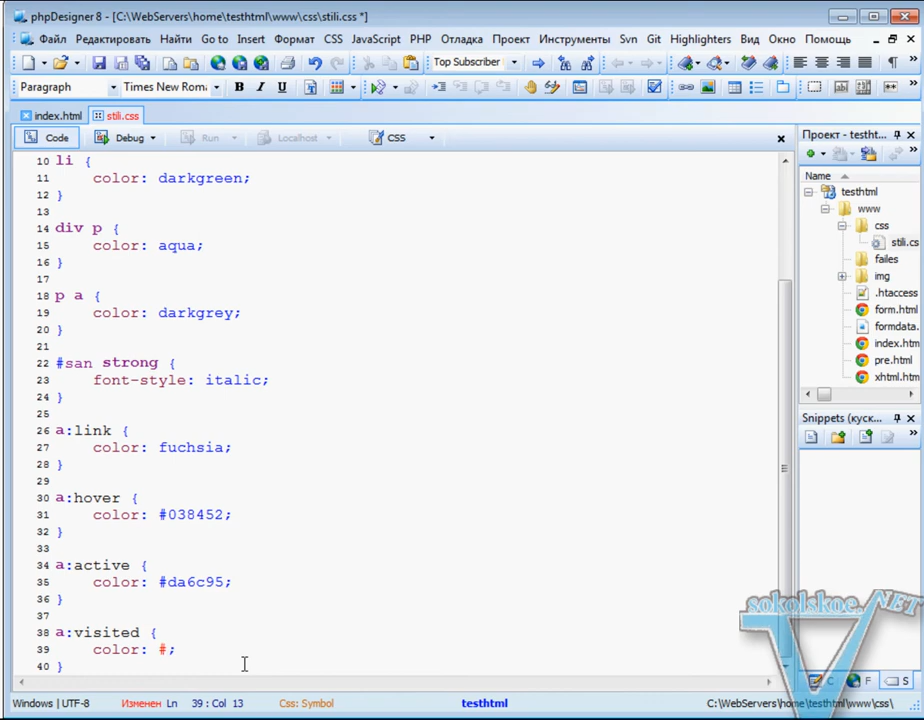 phpDesigner 8 - [C:\WebServers\home\testhtml\www\css\stili.css *]
Файл Редактировать Найти Go to Insert Формат CSS JavaScript PHP Отладка Проект Инструменты Svn Git Highlighters Вид Окно Помощь
Top Subscriber
Paragraph Times New Roma B I U
index.html stili.css
Code Debug Run Localhost CSS
10 li {
11 color: darkgreen;
12 }
13
14 div p {
15 color: aqua;
16 }
17
18 p a {
19 color: darkgrey;
20 }
21
22 #san strong {
23 font-style: italic;
24 }
25
26 a:link {
27 color: fuchsia;
28 }
29
30 a:hover {
31 color: #038452;
32 }
33
34 a:active {
35 color: #da6c95;
36 }
37
38 a:visited {
39 color: #;
40 }
Проект - testht...
Name
testhtml
www
css
stili.cs
failes
img
.htaccess
form.html
formdata.
index.htm
pre.html
xhtml.htm
Snippets (куск...
sokolskoe.NET
C F S
Windows | UTF-8 Изменен Ln 39 : Col 13 Css: Symbol testhtml C:\WebServers\home\testhtml\www\css\